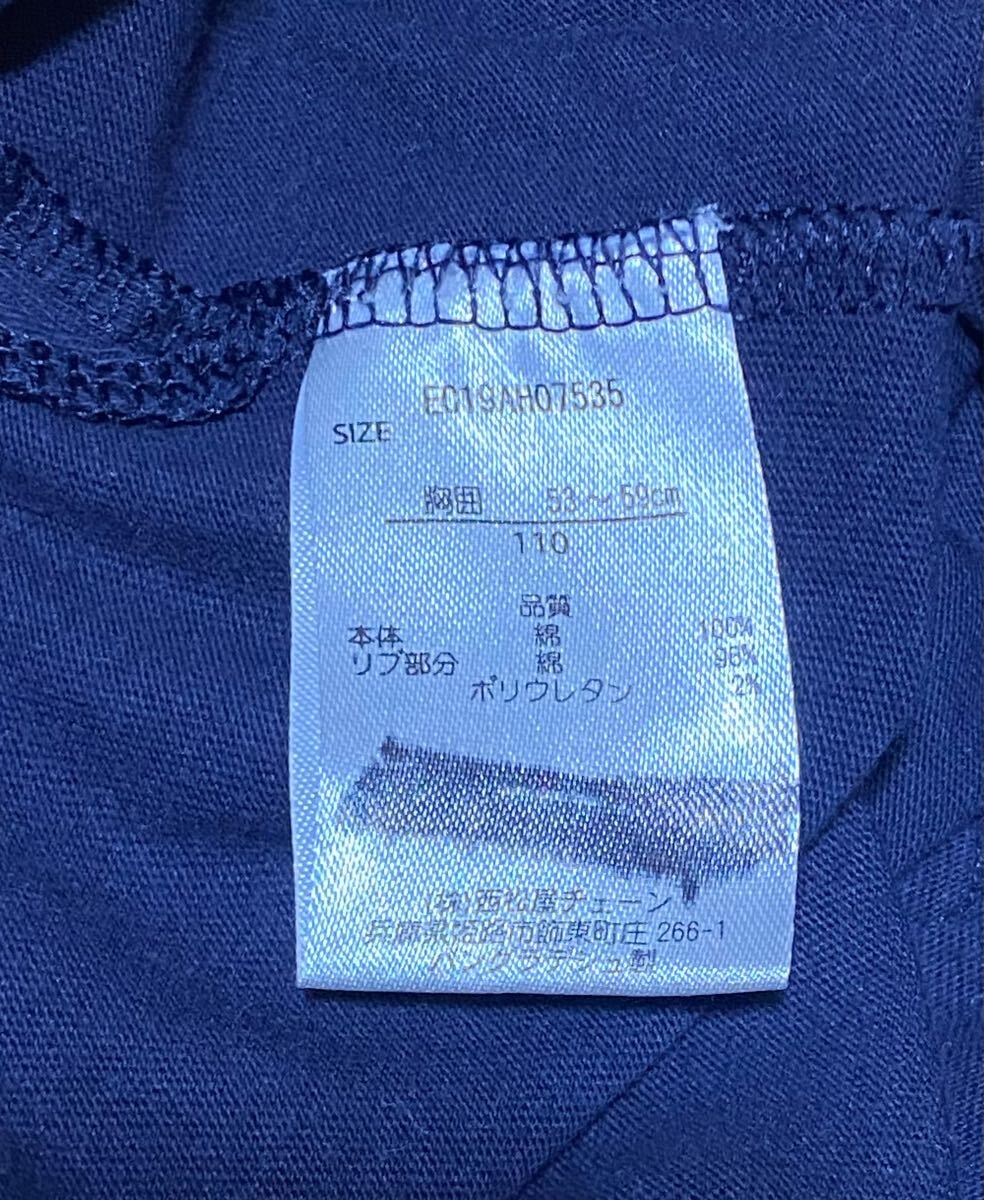 E019AH07535
SIZE
胸囲 53～59cm
110
品質
本体 綿 100%
リブ部分 綿 98%
ポリウレタン 2%
(株)西松屋チェーン
兵庫県姫路市飾東町庄 266-1
バングラデシュ製